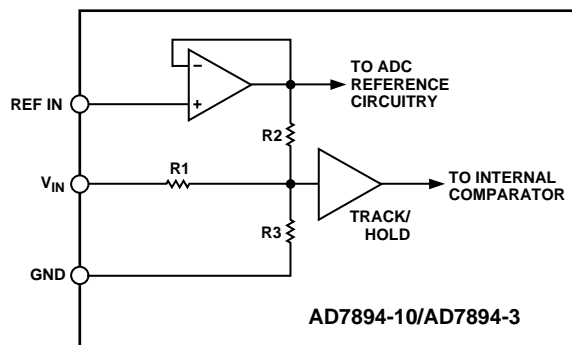 TO ADC
REFERENCE
CIRCUITRY
−
+
REF IN
R2
R1
VIN
TO INTERNAL
COMPARATOR
TRACK/
HOLD
R3
GND
AD7894-10/AD7894-3